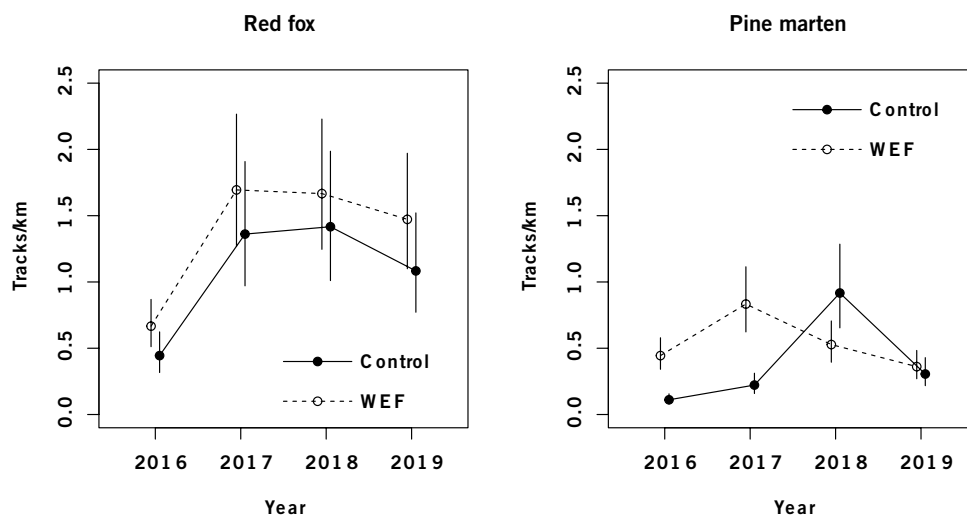 Red fox
Tracks/km
2.5
2.0
1.5
1.0
0.5
0.0
Control
WEF
2016 2017 2018 2019
Year
Pine marten
Tracks/km
2.5
2.0
1.5
1.0
0.5
0.0
Control
WEF
2016 2017 2018 2019
Year